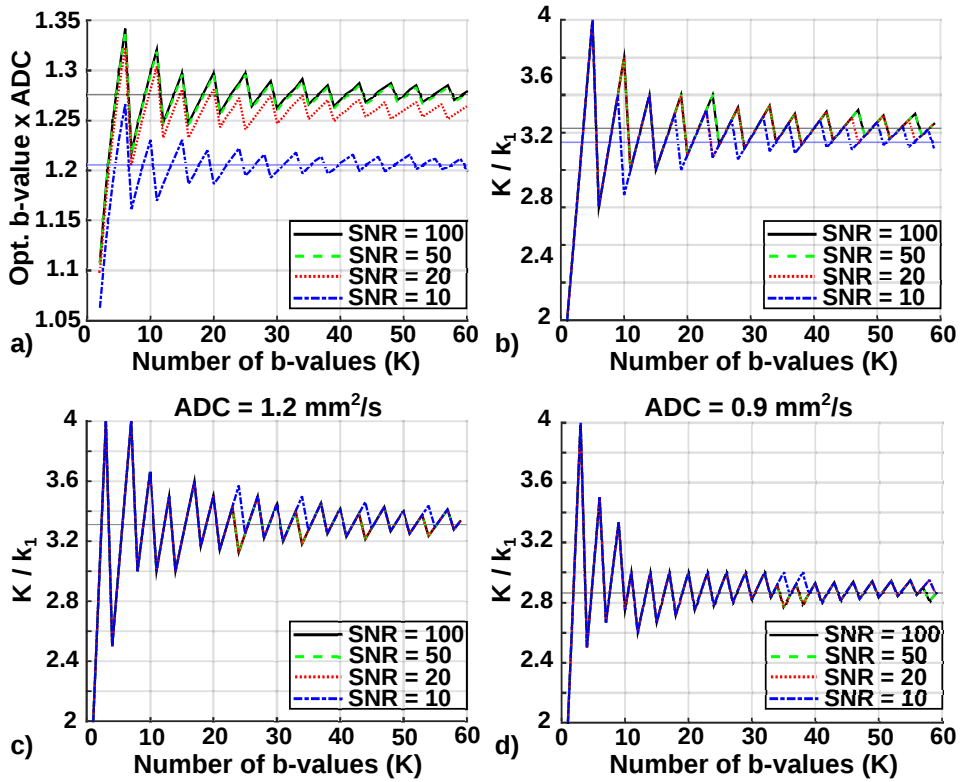 1.35
1.3
1.25
1.2
1.15
1.1
1.05
Opt. b-value x ADC
0 10 20 30 40 50 60
Number of b-values (K)
SNR = 100
SNR = 50
SNR = 20
SNR = 10
a)
4
3.6
3.2
2.8
2.4
2
K / k₁
0 10 20 30 40 50 60
Number of b-values (K)
SNR = 100
SNR = 50
SNR = 20
SNR = 10
b)
ADC = 1.2 mm²/s
4
3.6
3.2
2.8
2.4
2
K / k₁
0 10 20 30 40 50 60
Number of b-values (K)
SNR = 100
SNR = 50
SNR = 20
SNR = 10
c)
ADC = 0.9 mm²/s
4
3.6
3.2
2.8
2.4
2
K / k₁
0 10 20 30 40 50 60
Number of b-values (K)
SNR = 100
SNR = 50
SNR = 20
SNR = 10
d)